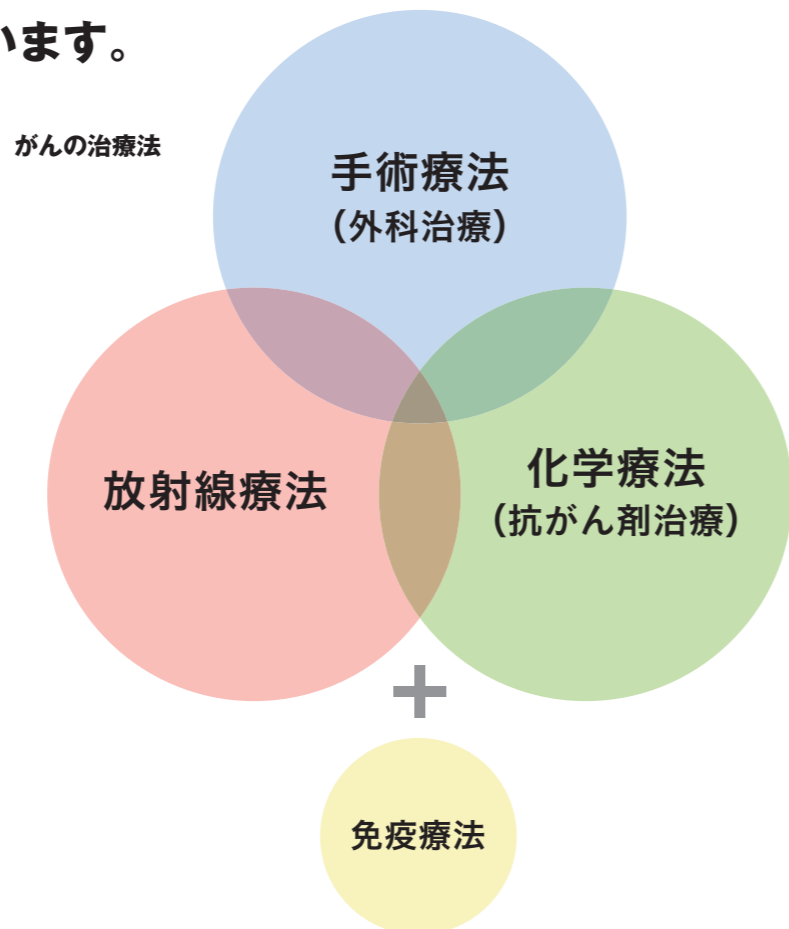 います。
がんの治療法
手術療法
(外科治療)
放射線療法
化学療法
(抗がん剤治療)
+
免疫療法